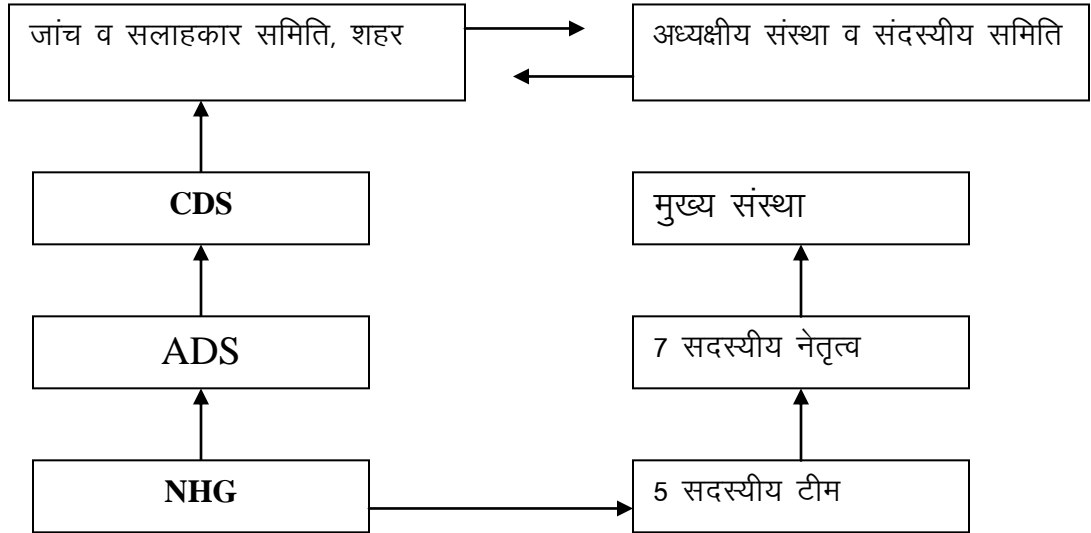 जांच व सलाहकार समिति, शहर
अध्यक्षीय संस्था व संदस्यीय समिति
CDS
मुख्य संस्था
ADS
7 सदस्यीय नेतृत्व
NHG
5 सदस्यीय टीम